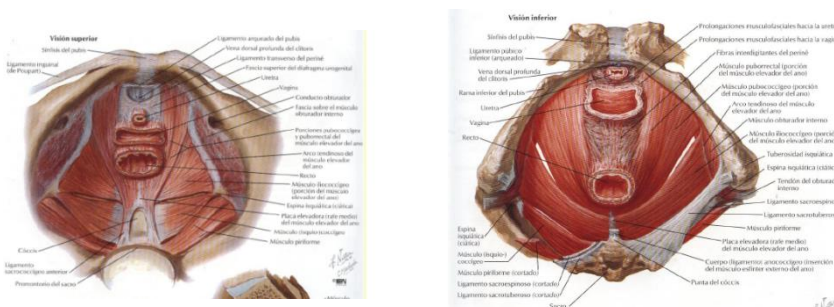 Visión superior
Sínfisis del pubis
Ligamento inguinal
(de Poupart)
Cóccix
Ligamento
sacrococcígeo anterior
Promontorio del sacro
Ligamento arqueado del pubis
Vena dorsal profunda del clítoris
Ligamento transverso del periné
Fascia superior del diafragma urogenital
Uretra
Vagina
Conducto obturador
Fascia sobre el músculo
obturador interno
Porciones pubococcígea
y puborrectal del
músculo elevador del ano
Arco tendinoso del músculo
elevador del ano
Recto
Músculo iliococcígeo
(porción del músculo
elevador del ano)
Espina isquiática (ciática)
Placa elevadora (rafe medio)
del músculo elevador del ano
Músculo (isquio-)coccígeo
Músculo piriforme
Visión inferior
Sínfisis del pubis
Ligamento púbico
inferior (arqueado)
Vena dorsal profunda
del clítoris
Rama inferior del pubis
Uretra
Vagina
Recto
Espina
isquiática
(ciática)
Músculo (isquio-)
coccígeo
Músculo piriforme (cortado)
Ligamento sacroespinoso (cortado)
Ligamento sacrotuberoso (cortado)
Sacro
Prolongaciones musculofasciales hacia la uret
Prolongaciones musculofasciales hacia la vagi
Fibras interdigitantes del periné
Músculo puborrectal (porción
del músculo elevador del ano)
Músculo pubococcígeo (porción
del músculo elevador del ano)
Arco tendinoso del músculo
elevador del ano
Músculo obturador interno
Músculo iliococcígeo (porció
del músculo elevador del ano)
Tuberosidad isquiática
Espina isquiática (ciátic
Tendón del obtura
interno
Ligamento sacroespin
Ligamento sacrotubero
Músculo piriforme
Placa elevadora (rafe medio)
del músculo elevador del ano
Cuerpo (ligamento) anococcígeo (inserción
del músculo esfínter externo del ano)
Punta del cóccix